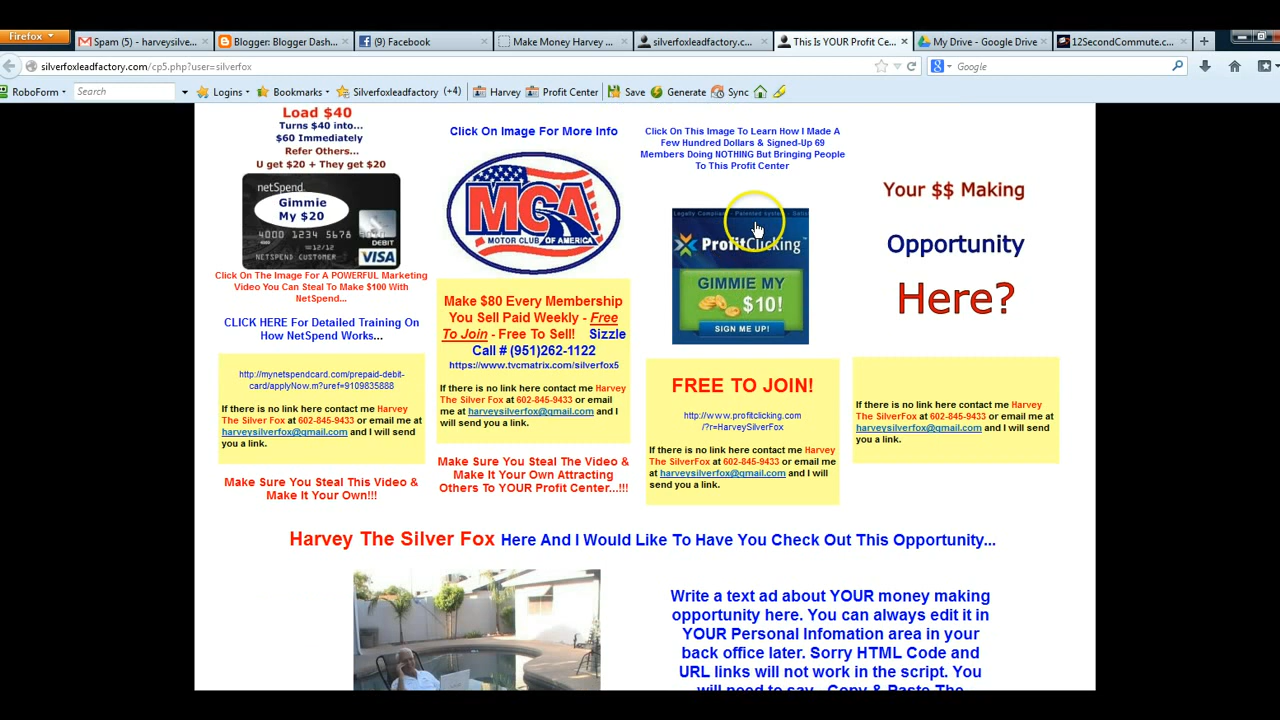 Firefox
Spam (5) - harveysilve...
Blogger: Blogger Dash...
(9) Facebook
Make Money Harvey ...
silverfoxleadfactory.c...
This Is YOUR Profit Ce...
My Drive - Google Drive
12SecondCommute.c...
silverfoxleadfactory.com/cp5.php?user=silverfox
Google
RoboForm
Search
Logins
Bookmarks
Silverfoxleadfactory (+4)
Harvey
Profit Center
Save
Generate
Sync
Load $40
Turns $40 into...
$60 Immediately
Refer Others...
U get $20 + They get $20
netSpend
Gimmie
My $20
4000 1234 5678
12/12
DEBIT
NETSPEND CUSTOMER
VISA
Click On The Image For A POWERFUL Marketing
Video You Can Steal To Make $100 With
NetSpend...
CLICK HERE For Detailed Training On
How NetSpend Works...
http://mynetspendcard.com/prepaid-debit-
card/applyNow.m?uref=9109835888
If there is no link here contact me Harvey
The Silver Fox at 602-845-9433 or email me at
harveysilverfox@gmail.com and I will send
you a link.
Make Sure You Steal This Video &
Make It Your Own!!!
Click On Image For More Info
MCA
MOTOR CLUB OF AMERICA
Make $80 Every Membership
You Sell Paid Weekly - Free
To Join - Free To Sell! Sizzle
Call # (951)262-1122
https://www.tvcmatrix.com/silverfox5
If there is no link here contact me Harvey
The Silver Fox at 602-845-9433 or email
me at harveysilverfox@gmail.com and I
will send you a link.
Make Sure You Steal The Video &
Make It Your Own Attracting
Others To YOUR Profit Center...!!!
Click On This Image To Learn How I Made A
Few Hundred Dollars & Signed-Up 69
Members Doing NOTHING But Bringing People
To This Profit Center
Legally Compliant - Patented System
ProfitClicking™
GIMMIE MY
$10!
SIGN ME UP!
FREE TO JOIN!
http://www.profitclicking.com
/?r=HarveySilverFox
If there is no link here contact me Harvey
The SilverFox at 602-845-9433 or email me
at harveysilverfox@gmail.com and I will
send you a link.
Your $$ Making
Opportunity
Here?
If there is no link here contact me Harvey
The SilverFox at 602-845-9433 or email me at
harveysilverfox@gmail.com and I will send
you a link.
Harvey The Silver Fox Here And I Would Like To Have You Check Out This Opportunity...
Write a text ad about YOUR money making
opportunity here. You can always edit it in
YOUR Personal Infomation area in your
back office later. Sorry HTML Code and
URL links will not work in the script. You
will need to say - Copy & Paste The